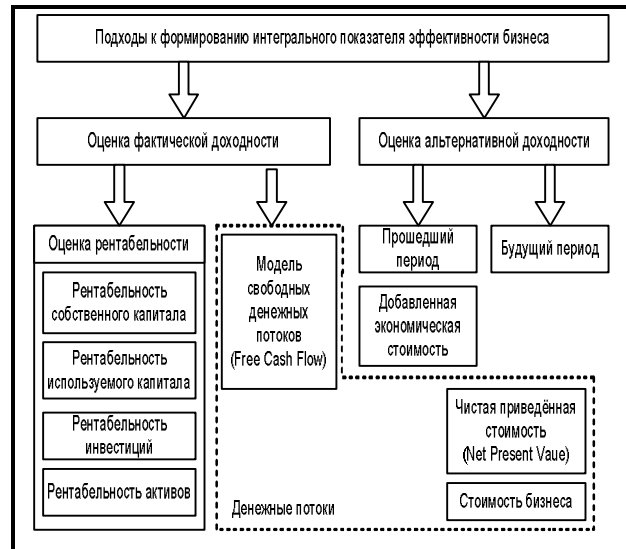 Подходы к формированию интегрального показателя эффективности бизнеса
Оценка фактической доходности
Оценка альтернативной доходности
Оценка рентабельности
Рентабельность
собственного капитала
Рентабельность
используемого капитала
Рентабельность
инвестиций
Рентабельность активов
Модель
свободных
денежных
потоков
(Free Cash Flow)
Прошедший
период
Добавленная
экономическая
стоимость
Будущий период
Чистая приведённая
стоимость
(Net Present Vaue)
Стоимость бизнеса
Денежные потоки